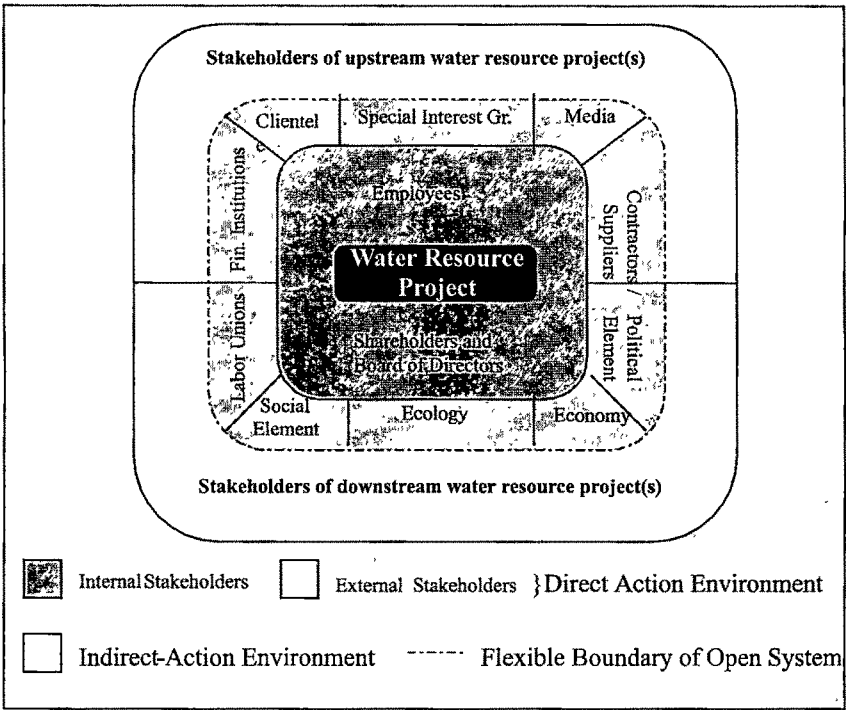 Stakeholders of upstream water resource project(s)
Clientel
Special Interest Gr.
Media
Fin. Institutions
Employees
Contractors /
Suppliers
Water Resource
Project
Labor Unions
Political
Element
Shareholders and
Board of Directors
Social
Element
Ecology
Economy
Stakeholders of downstream water resource project(s)
Internal Stakeholders
External Stakeholders }Direct Action Environment
Indirect-Action Environment
Flexible Boundary of Open System